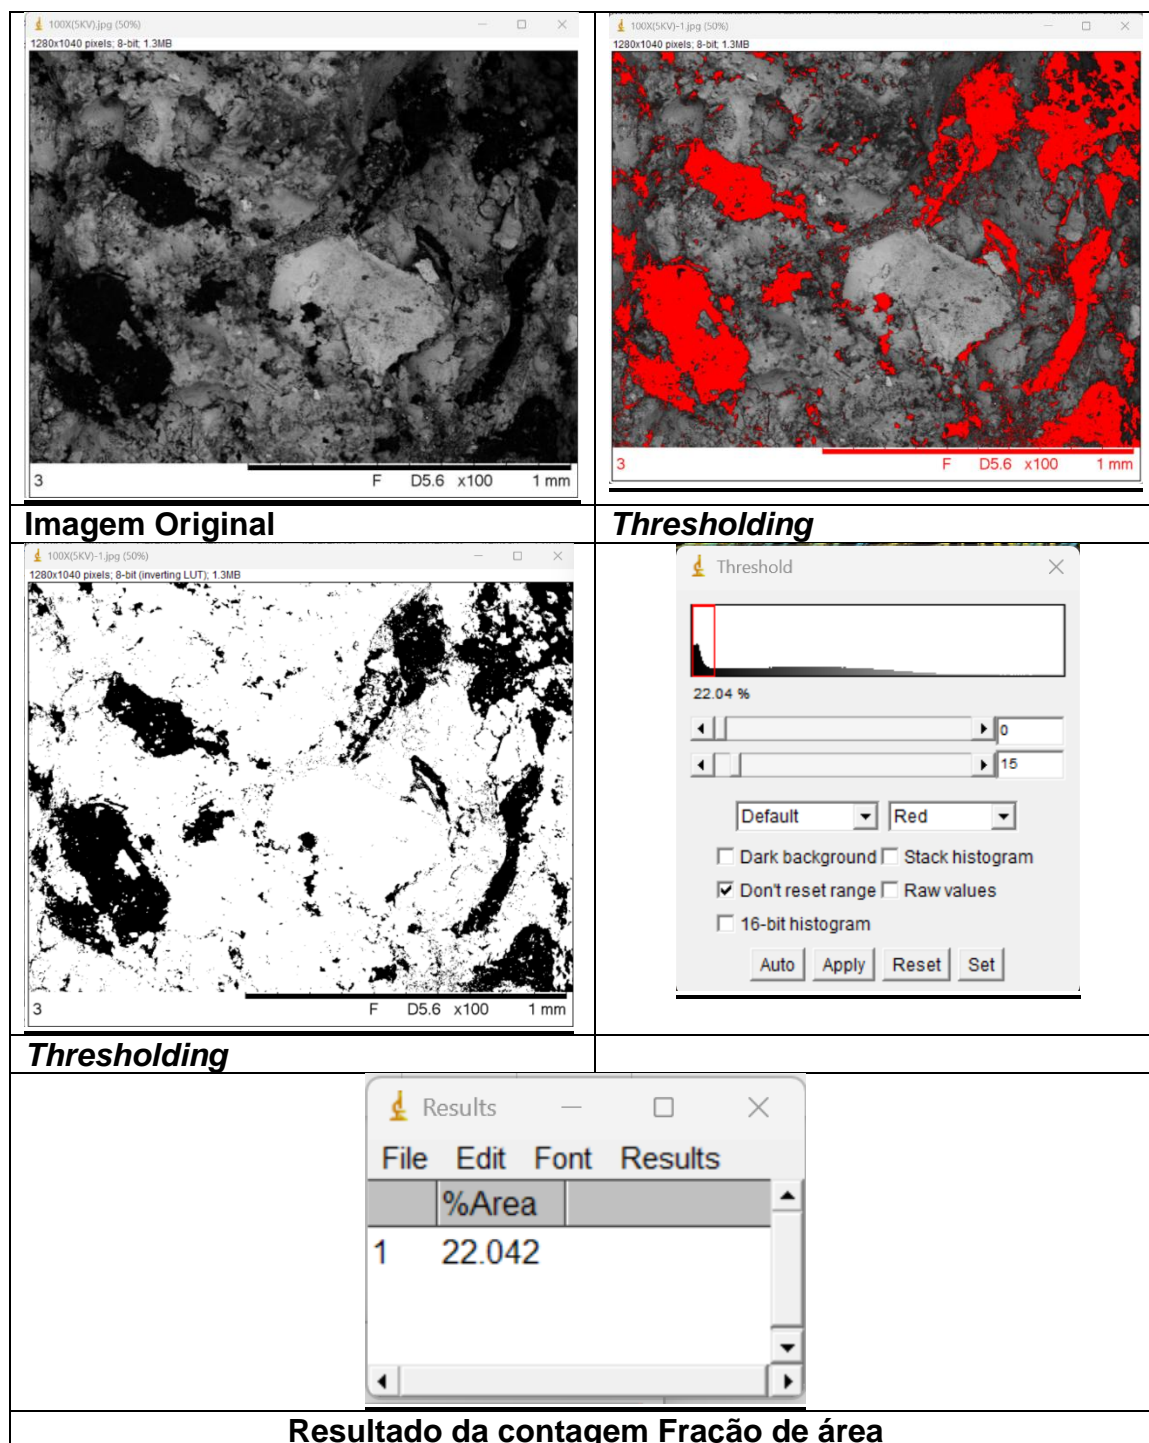 100X(5KV).jpg (50%)
1280x1040 pixels; 8-bit; 1.3MB
3 F D5.6 x100 1 mm
100X(5KV)-1.jpg (50%)
1280x1040 pixels; 8-bit; 1.3MB
3 F D5.6 x100 1 mm
Imagem Original
Thresholding
100X(5KV)-1.jpg (50%)
1280x1040 pixels; 8-bit (inverting LUT); 1.3MB
3 F D5.6 x100 1 mm
Threshold
22.04 %
0
15
Default Red
Dark background Stack histogram
Don't reset range Raw values
16-bit histogram
Auto Apply Reset Set
Thresholding
Results
File Edit Font Results
%Area
1 22.042
Resultado da contagem Fração de área